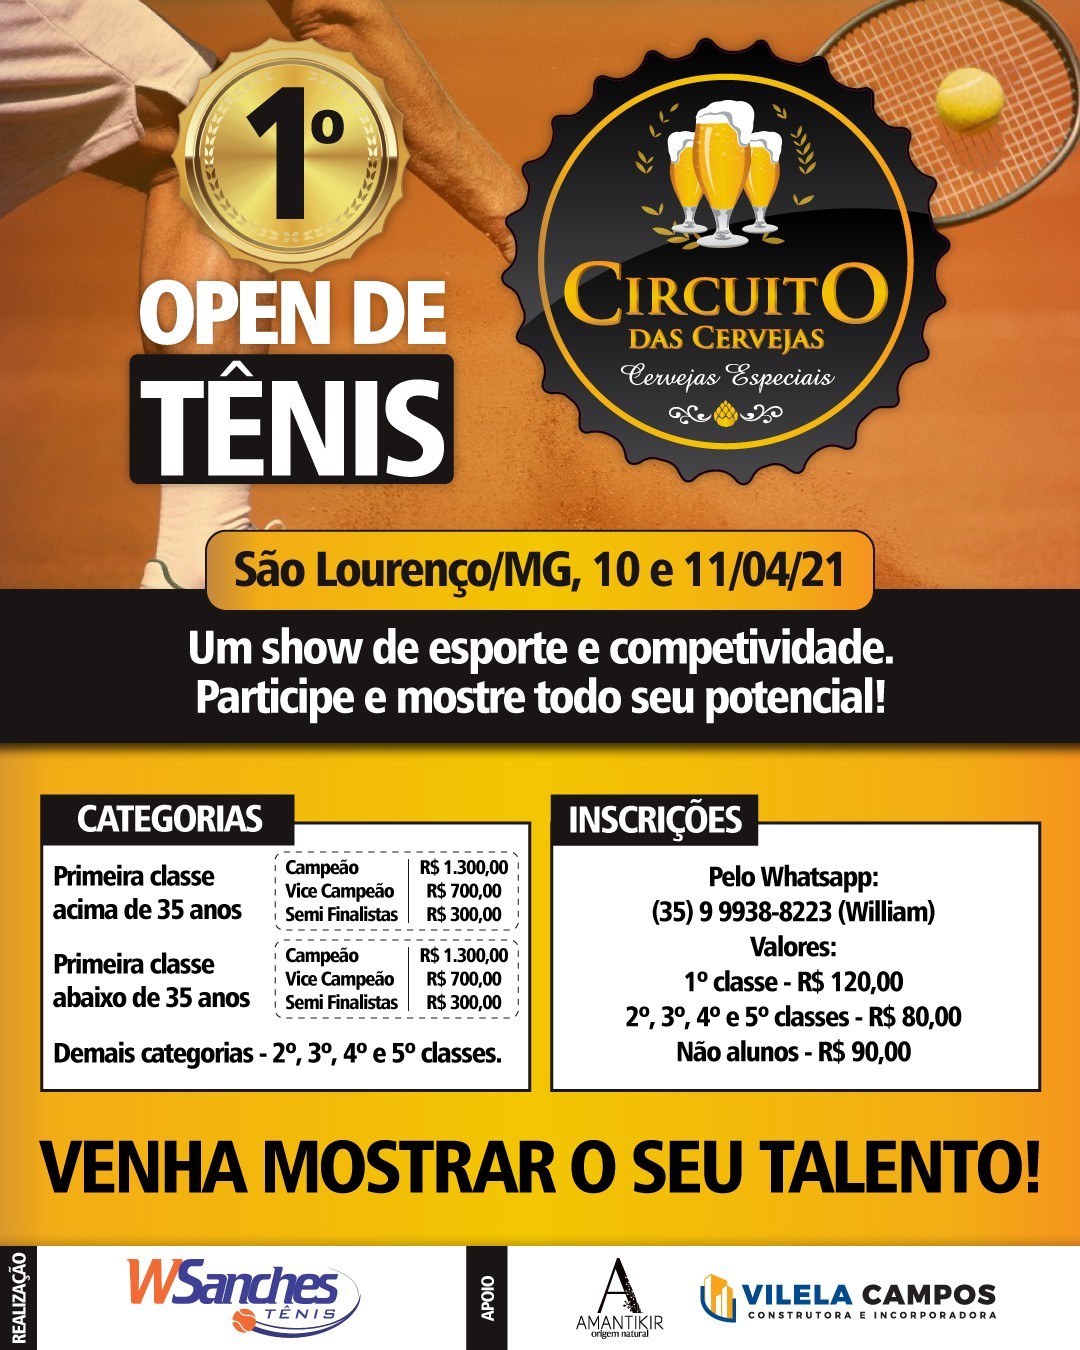 1º
OPEN DE
TÊNIS
CIRCUITO
DAS CERVEJAS
Cervejas Especiais
São Lourenço/MG, 10 e 11/04/21
Um show de esporte e competividade.
Participe e mostre todo seu potencial!
CATEGORIAS
Primeira classe
acima de 35 anos
Campeão R$ 1.300,00
Vice Campeão R$ 700,00
Semi Finalistas R$ 300,00
Primeira classe
abaixo de 35 anos
Campeão R$ 1.300,00
Vice Campeão R$ 700,00
Semi Finalistas R$ 300,00
Demais categorias - 2º, 3º, 4º e 5º classes.
INSCRIÇÕES
Pelo Whatsapp:
(35) 9 9938-8223 (William)
Valores:
1º classe - R$ 120,00
2º, 3º, 4º e 5º classes - R$ 80,00
Não alunos - R$ 90,00
VENHA MOSTRAR O SEU TALENTO!
REALIZAÇÃO
WSanches
TÊNIS
APOIO
A
AMANTIKIR
origem natural
VILELA CAMPOS
CONSTRUTORA E INCORPORADORA